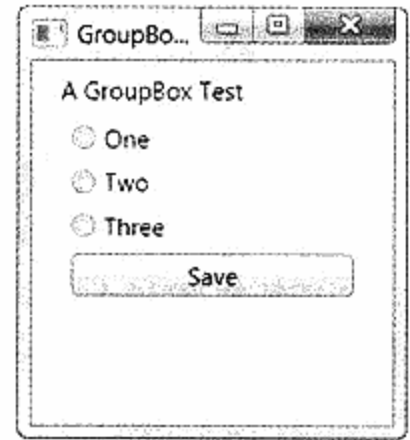 GroupBo...
A GroupBox Test
One
Two
Three
Save